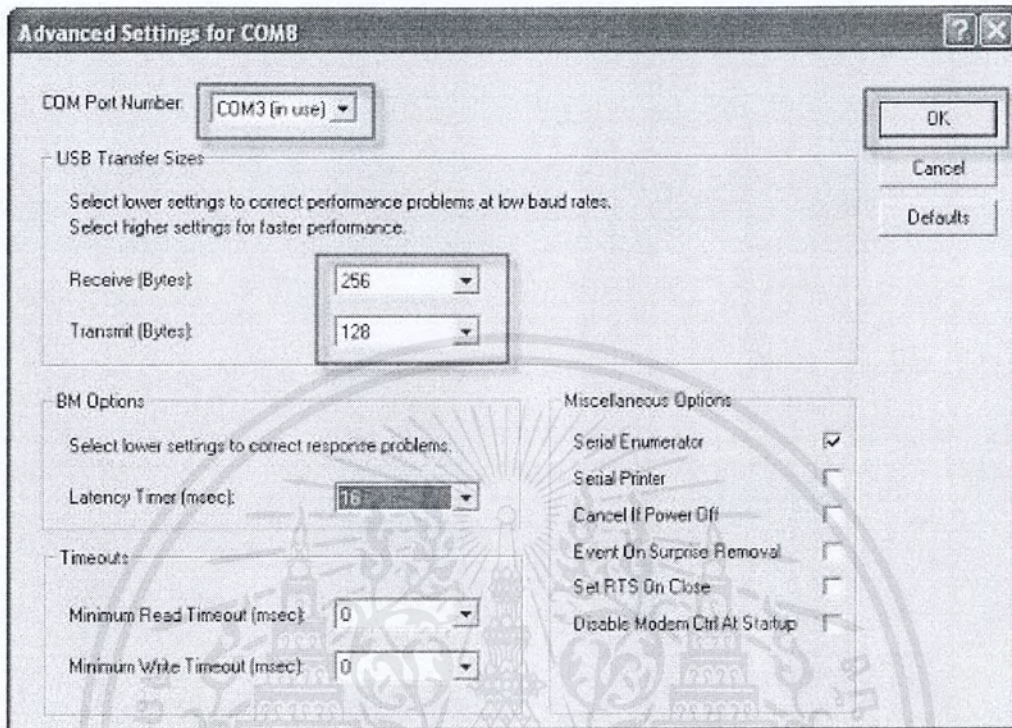 Advanced Settings for COM8
COM Port Number: COM3 (in use)
OK
Cancel
Defaults
USB Transfer Sizes
Select lower settings to correct performance problems at low baud rates.
Select higher settings for faster performance.
Receive (Bytes): 256
Transmit (Bytes): 128
BM Options
Select lower settings to correct response problems.
Latency Timer (msec): 16
Timeouts
Minimum Read Timeout (msec): 0
Minimum Write Timeout (msec): 0
Miscellaneous Options
Serial Enumerator
Serial Printer
Cancel If Power Off
Event On Surprise Removal
Set RTS On Close
Disable Modem Ctrl At Startup